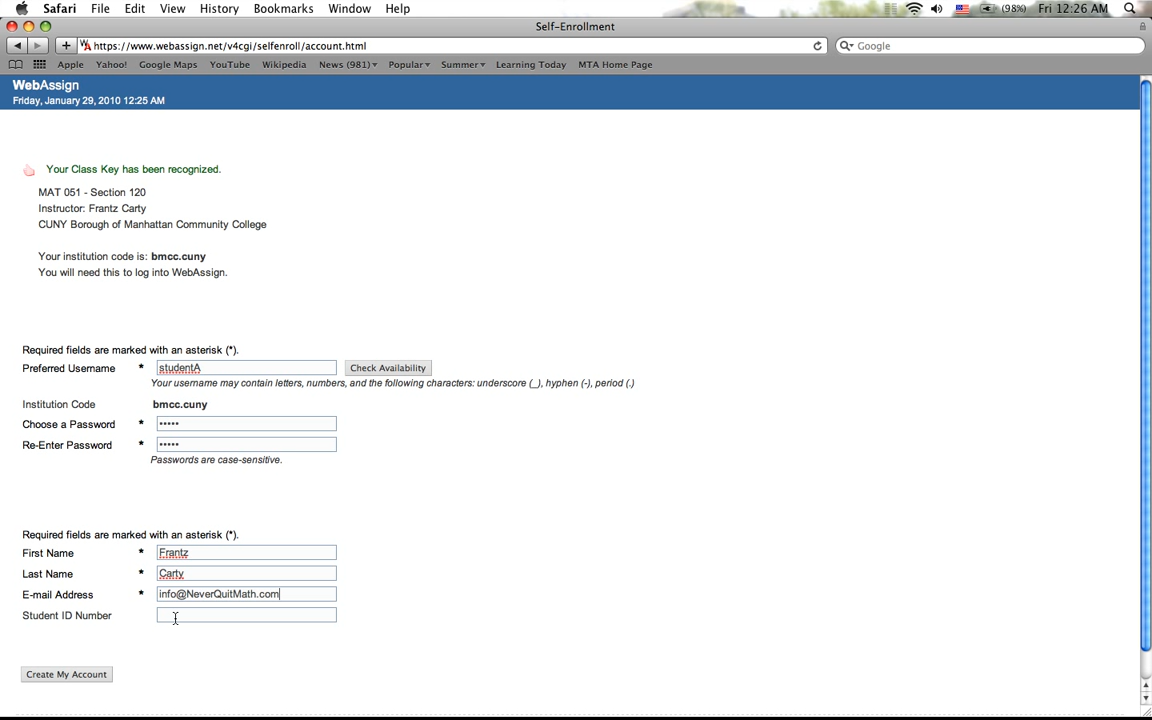 Safari File Edit View History Bookmarks Window Help (98%) Fri 12:26 AM
Self-Enrollment
https://www.webassign.net/v4cgi/selfenroll/account.html Google
Apple Yahoo! Google Maps YouTube Wikipedia News (981) Popular Summer Learning Today MTA Home Page
WebAssign
Friday, January 29, 2010 12:25 AM
Your Class Key has been recognized.
MAT 051 - Section 120
Instructor: Frantz Carty
CUNY Borough of Manhattan Community College
Your institution code is: bmcc.cuny
You will need this to log into WebAssign.
Required fields are marked with an asterisk (*).
Preferred Username * studentA Check Availability
Your username may contain letters, numbers, and the following characters: underscore (_), hyphen (-), period (.)
Institution Code bmcc.cuny
Choose a Password * •••••
Re-Enter Password * •••••
Passwords are case-sensitive.
Required fields are marked with an asterisk (*).
First Name * Frantz
Last Name * Carty
E-mail Address * info@NeverQuitMath.com
Student ID Number
Create My Account